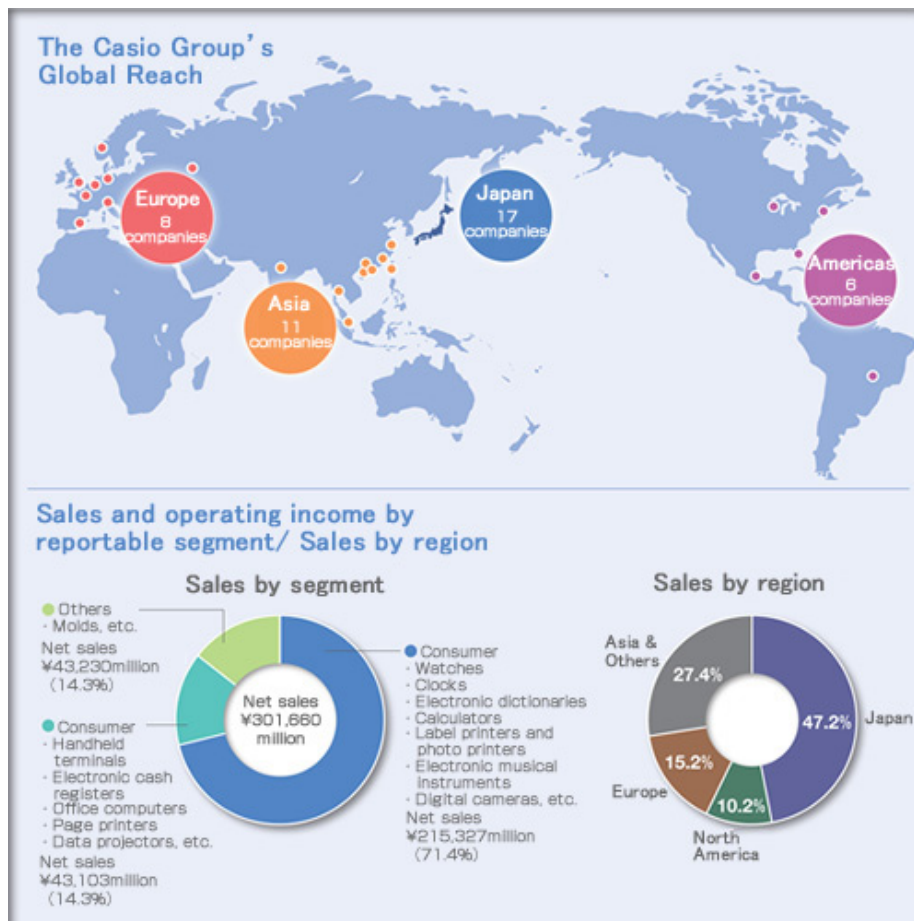 The Casio Group's
Global Reach
Europe
8
companies
Japan
17
companies
Asia
11
companies
Americas
6
companies
Sales and operating income by
reportable segment/ Sales by region
Sales by segment
Others
· Molds, etc.
Net sales
¥43,230million
(14.3%)
Consumer
· Handheld
terminals
· Electronic cash
registers
· Office computers
· Page printers
· Data projectors, etc.
Net sales
¥43,103million
(14.3%)
Net sales
¥301,660
million
Consumer
· Watches
· Clocks
· Electronic dictionaries
· Calculators
· Label printers and
photo printers
· Electronic musical
instruments
· Digital cameras, etc.
Net sales
¥215,327million
(71.4%)
Sales by region
Asia &
Others
27.4%
47.2%
Japan
15.2%
Europe
10.2%
North
America